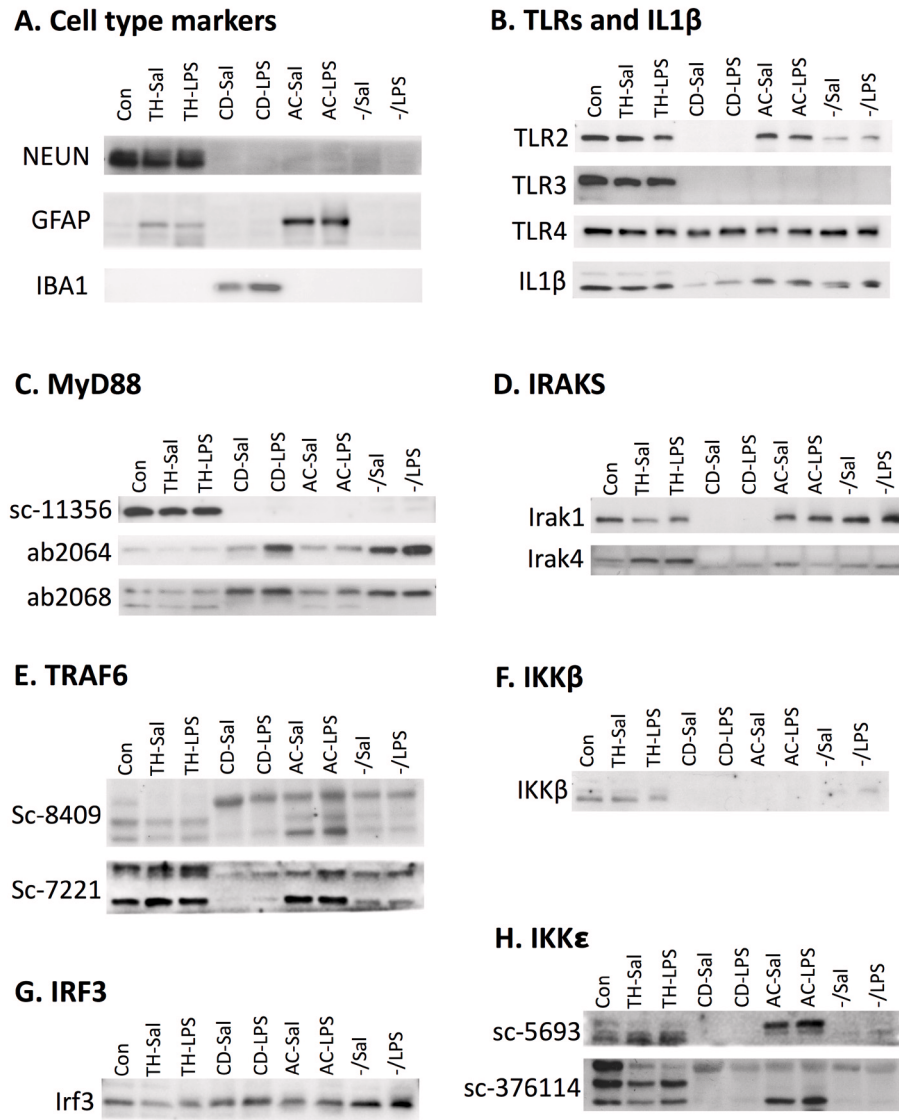 A. Cell type markers
Con TH-Sal TH-LPS CD-Sal CD-LPS AC-Sal AC-LPS -/Sal -/LPS
NEUN
GFAP
IBA1
B. TLRs and IL1β
Con TH-Sal TH-LPS CD-Sal CD-LPS AC-Sal AC-LPS -/Sal -/LPS
TLR2
TLR3
TLR4
IL1β
C. MyD88
Con TH-Sal TH-LPS CD-Sal CD-LPS AC-Sal AC-LPS -/Sal -/LPS
sc-11356
ab2064
ab2068
D. IRAKS
Con TH-Sal TH-LPS CD-Sal CD-LPS AC-Sal AC-LPS -/Sal -/LPS
Irak1
Irak4
E. TRAF6
Con TH-Sal TH-LPS CD-Sal CD-LPS AC-Sal AC-LPS -/Sal -/LPS
Sc-8409
Sc-7221
F. IKKβ
Con TH-Sal TH-LPS CD-Sal CD-LPS AC-Sal AC-LPS -/Sal -/LPS
IKKβ
G. IRF3
Con TH-Sal TH-LPS CD-Sal CD-LPS AC-Sal AC-LPS -/Sal -/LPS
Irf3
H. IKKε
Con TH-Sal TH-LPS CD-Sal CD-LPS AC-Sal AC-LPS -/Sal -/LPS
sc-5693
sc-376114